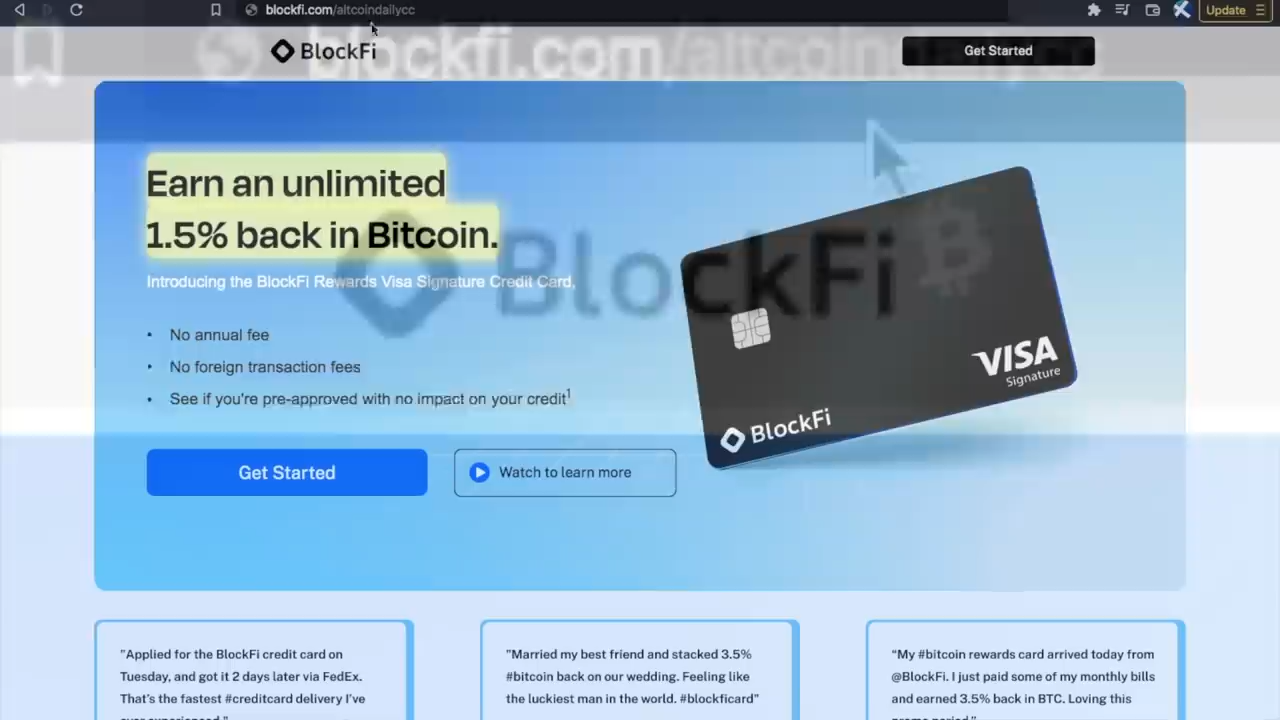 blockfi.com/altcoindailycc
Update
blockfi.com/altcoindailycc
BlockFi
Get Started
Earn an unlimited
1.5% back in Bitcoin.
BlockFi
Introducing the BlockFi Rewards Visa Signature Credit Card.
• No annual fee
• No foreign transaction fees
• See if you're pre-approved with no impact on your credit1
VISA
Signature
BlockFi
Get Started
Watch to learn more
"Applied for the BlockFi credit card on
Tuesday, and got it 2 days later via FedEx.
That's the fastest #creditcard delivery I've
"Married my best friend and stacked 3.5%
#bitcoin back on our wedding. Feeling like
the luckiest man in the world. #blockficard"
"My #bitcoin rewards card arrived today from
@BlockFi. I just paid some of my monthly bills
and earned 3.5% back in BTC. Loving this